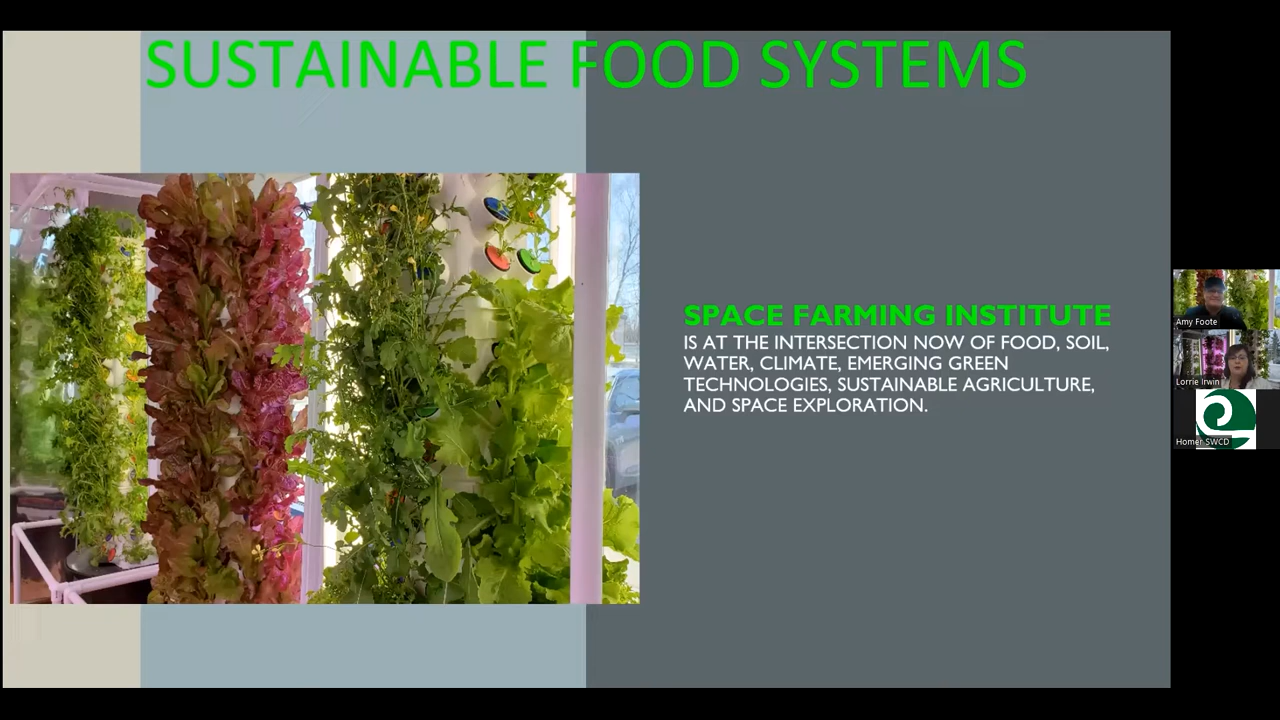 SUSTAINABLE FOOD SYSTEMS
SPACE FARMING INSTITUTE
IS AT THE INTERSECTION NOW OF FOOD, SOIL,
WATER, CLIMATE, EMERGING GREEN
TECHNOLOGIES, SUSTAINABLE AGRICULTURE,
AND SPACE EXPLORATION.
Amy Foote
Lorrie Irwin
Homer SWCD